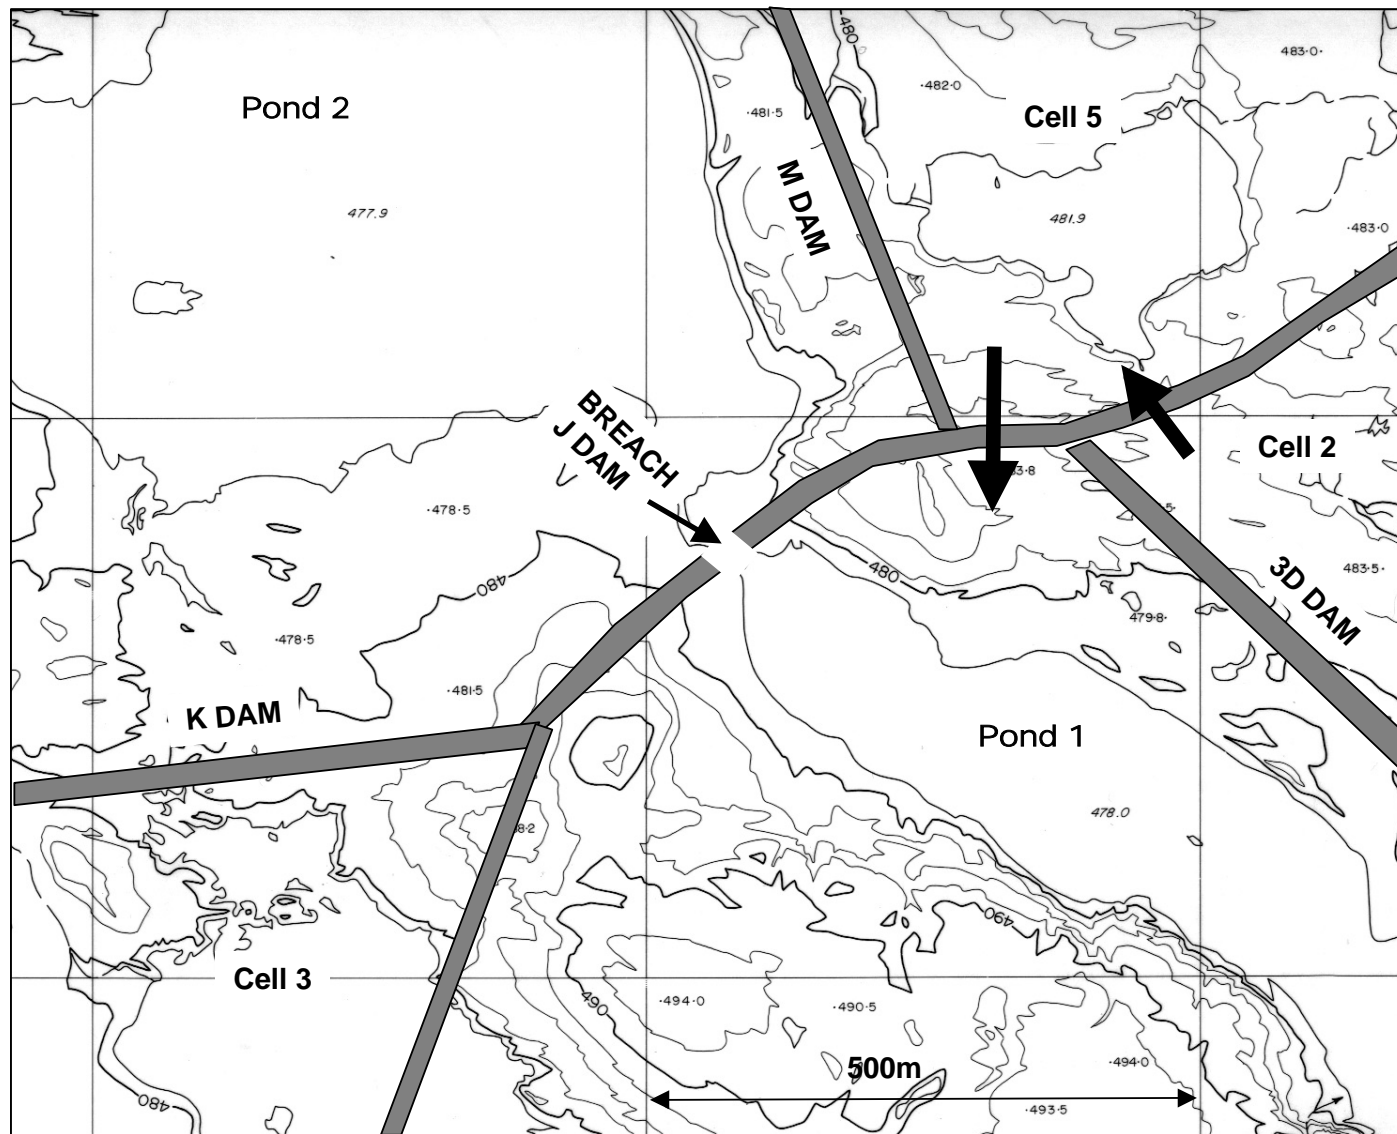 480
483·0·
Pond 2
·482·0
·481·5
Cell 5
M DAM
477.9
481.9
·483·0
BREACH
J DAM
Cell 2
·478·5
480
480
3D DAM
483·5·
·478·5
479·8·
·481·5
K DAM
Pond 1
478.0
490
Cell 3
490
·494·0
·490·5
500m
·494·0
480
·493·5